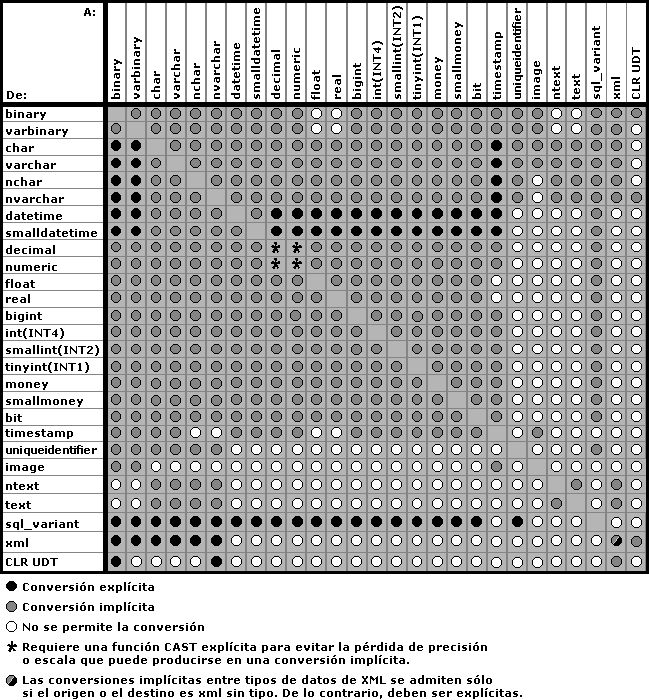 A:
De:
binary
varbinary
char
varchar
nchar
nvarchar
datetime
smalldatetime
decimal
numeric
float
real
bigint
int(INT4)
smallint(INT2)
tinyint(INT1)
money
smallmoney
bit
timestamp
uniqueidentifier
image
ntext
text
sql_variant
xml
CLR UDT
binary
varbinary
char
varchar
nchar
nvarchar
datetime
smalldatetime
decimal
numeric
float
real
bigint
int(INT4)
smallint(INT2)
tinyint(INT1)
money
smallmoney
bit
timestamp
uniqueidentifier
image
ntext
text
sql_variant
xml
CLR UDT
Conversión explícita
Conversión implícita
No se permite la conversión
Requiere una función CAST explícita para evitar la pérdida de precisión
o escala que puede producirse en una conversión implícita.
Las conversiones implícitas entre tipos de datos de XML se admiten sólo
si el origen o el destino es xml sin tipo. De lo contrario, deben ser explícitas.